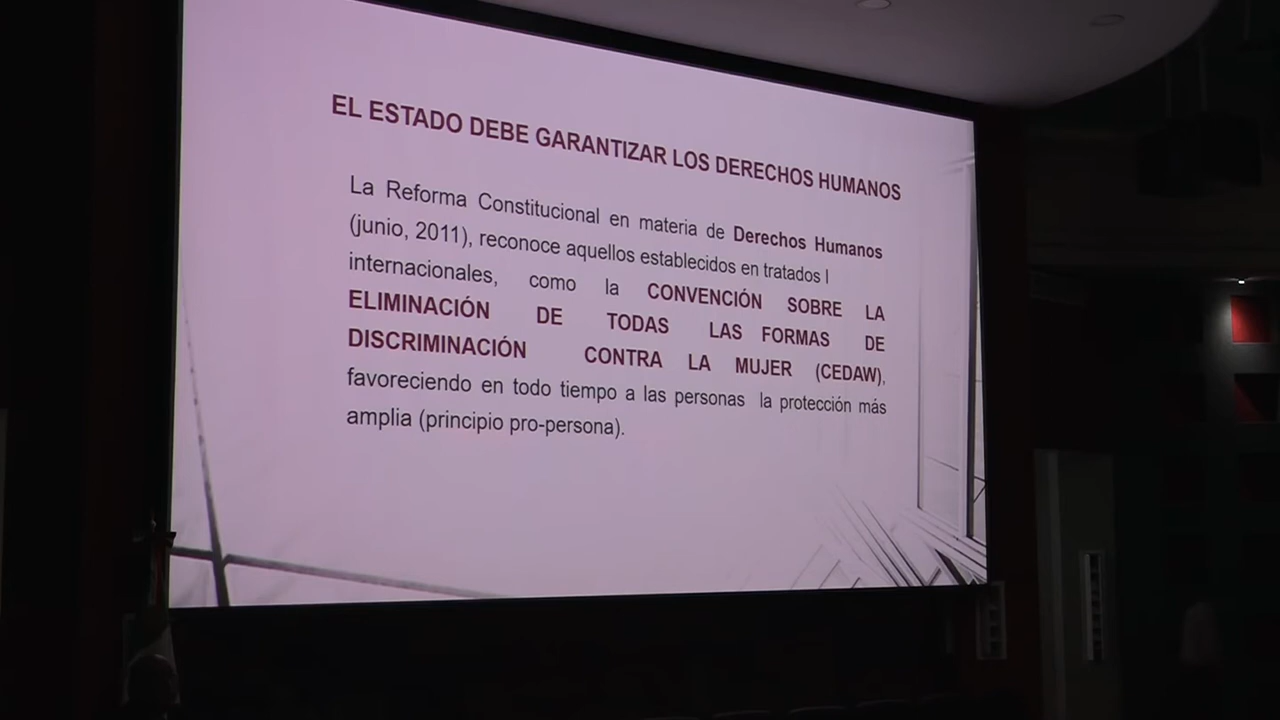 EL ESTADO DEBE GARANTIZAR LOS DERECHOS HUMANOS
La Reforma Constitucional en materia de Derechos Humanos
(junio, 2011), reconoce aquellos establecidos en tratados l
internacionales, como la CONVENCIÓN SOBRE LA
ELIMINACIÓN DE TODAS LAS FORMAS DE
DISCRIMINACIÓN CONTRA LA MUJER (CEDAW),
favoreciendo en todo tiempo a las personas la protección más
amplia (principio pro-persona).